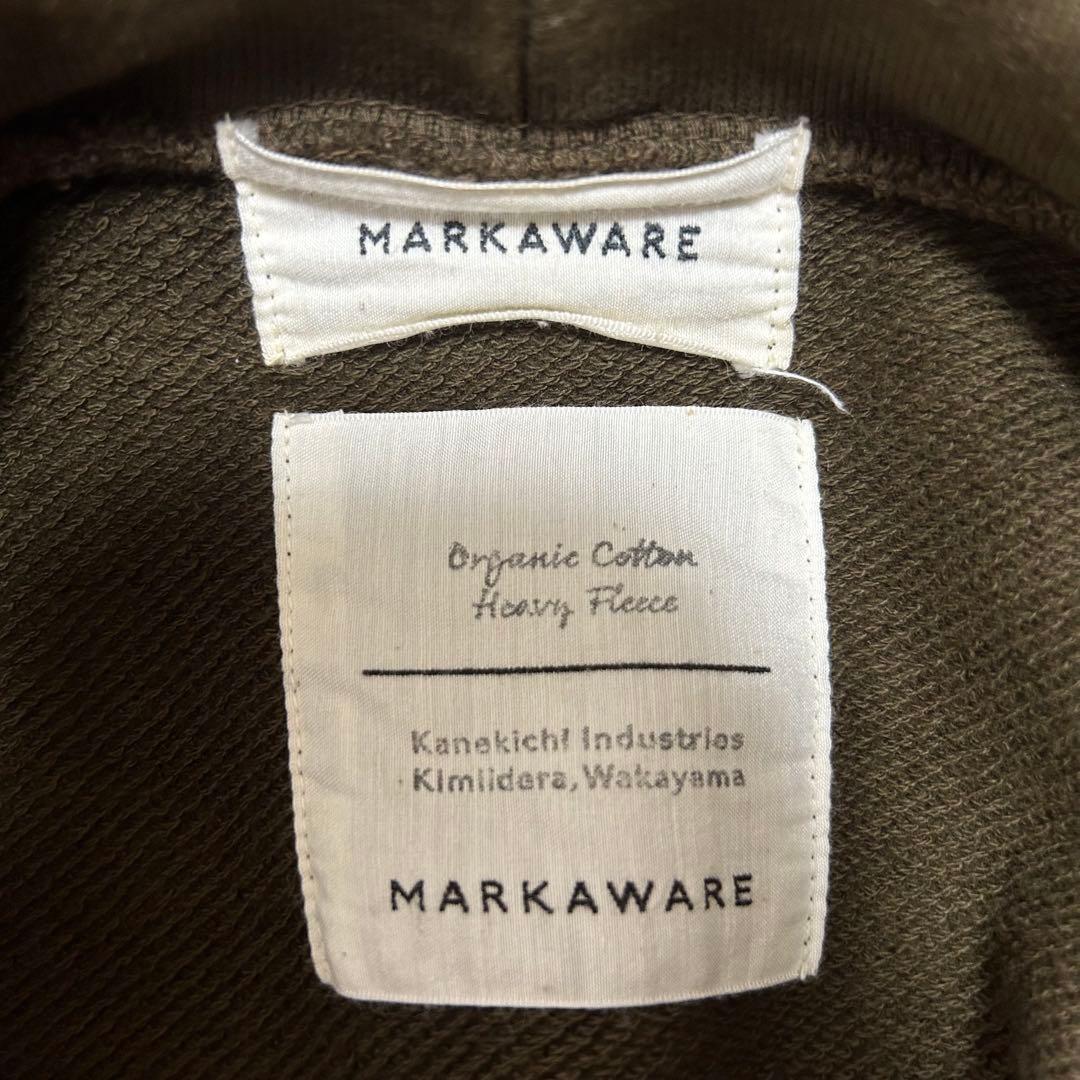 MARKAWARE
Organic Cotton
Heavy Fleece
Kanekichi Industries
Kimiidera, Wakayama
MARKAWARE